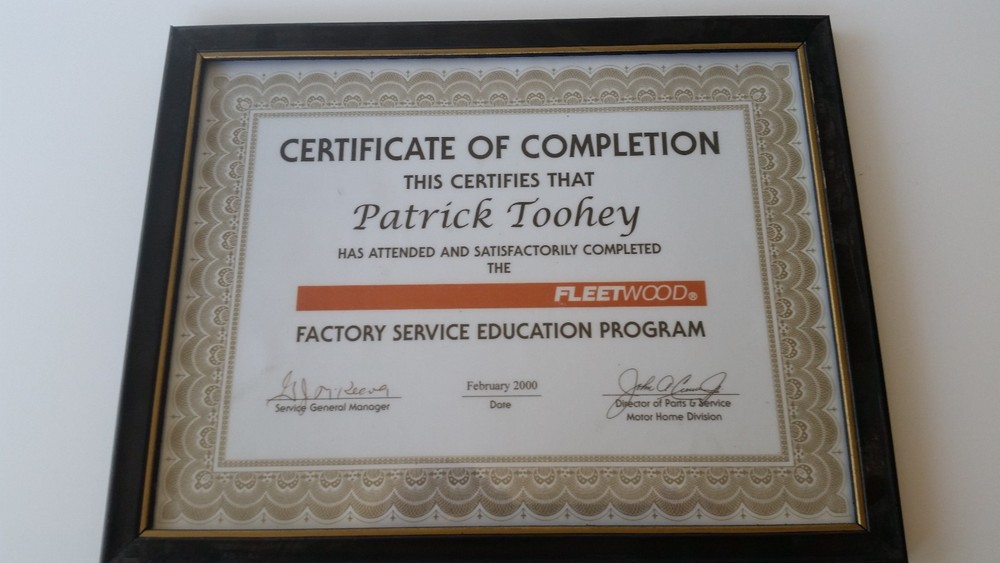 CERTIFICATE OF COMPLETION
THIS CERTIFIES THAT
Patrick Toohey
HAS ATTENDED AND SATISFACTORILY COMPLETED
THE
FLEETWOOD®
FACTORY SERVICE EDUCATION PROGRAM
February 2000
Service General Manager
Date
Director of Parts & Service
Motor Home Division